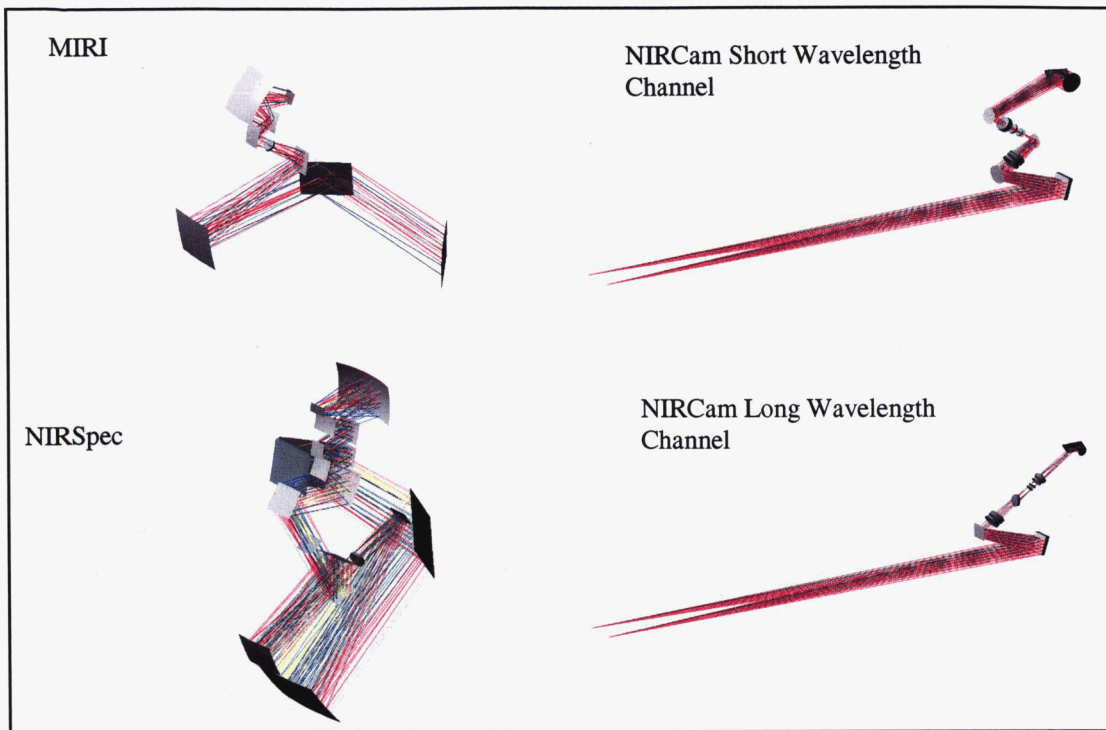 MIRI
NIRCam Short Wavelength
Channel
NIRSpec
NIRCam Long Wavelength
Channel